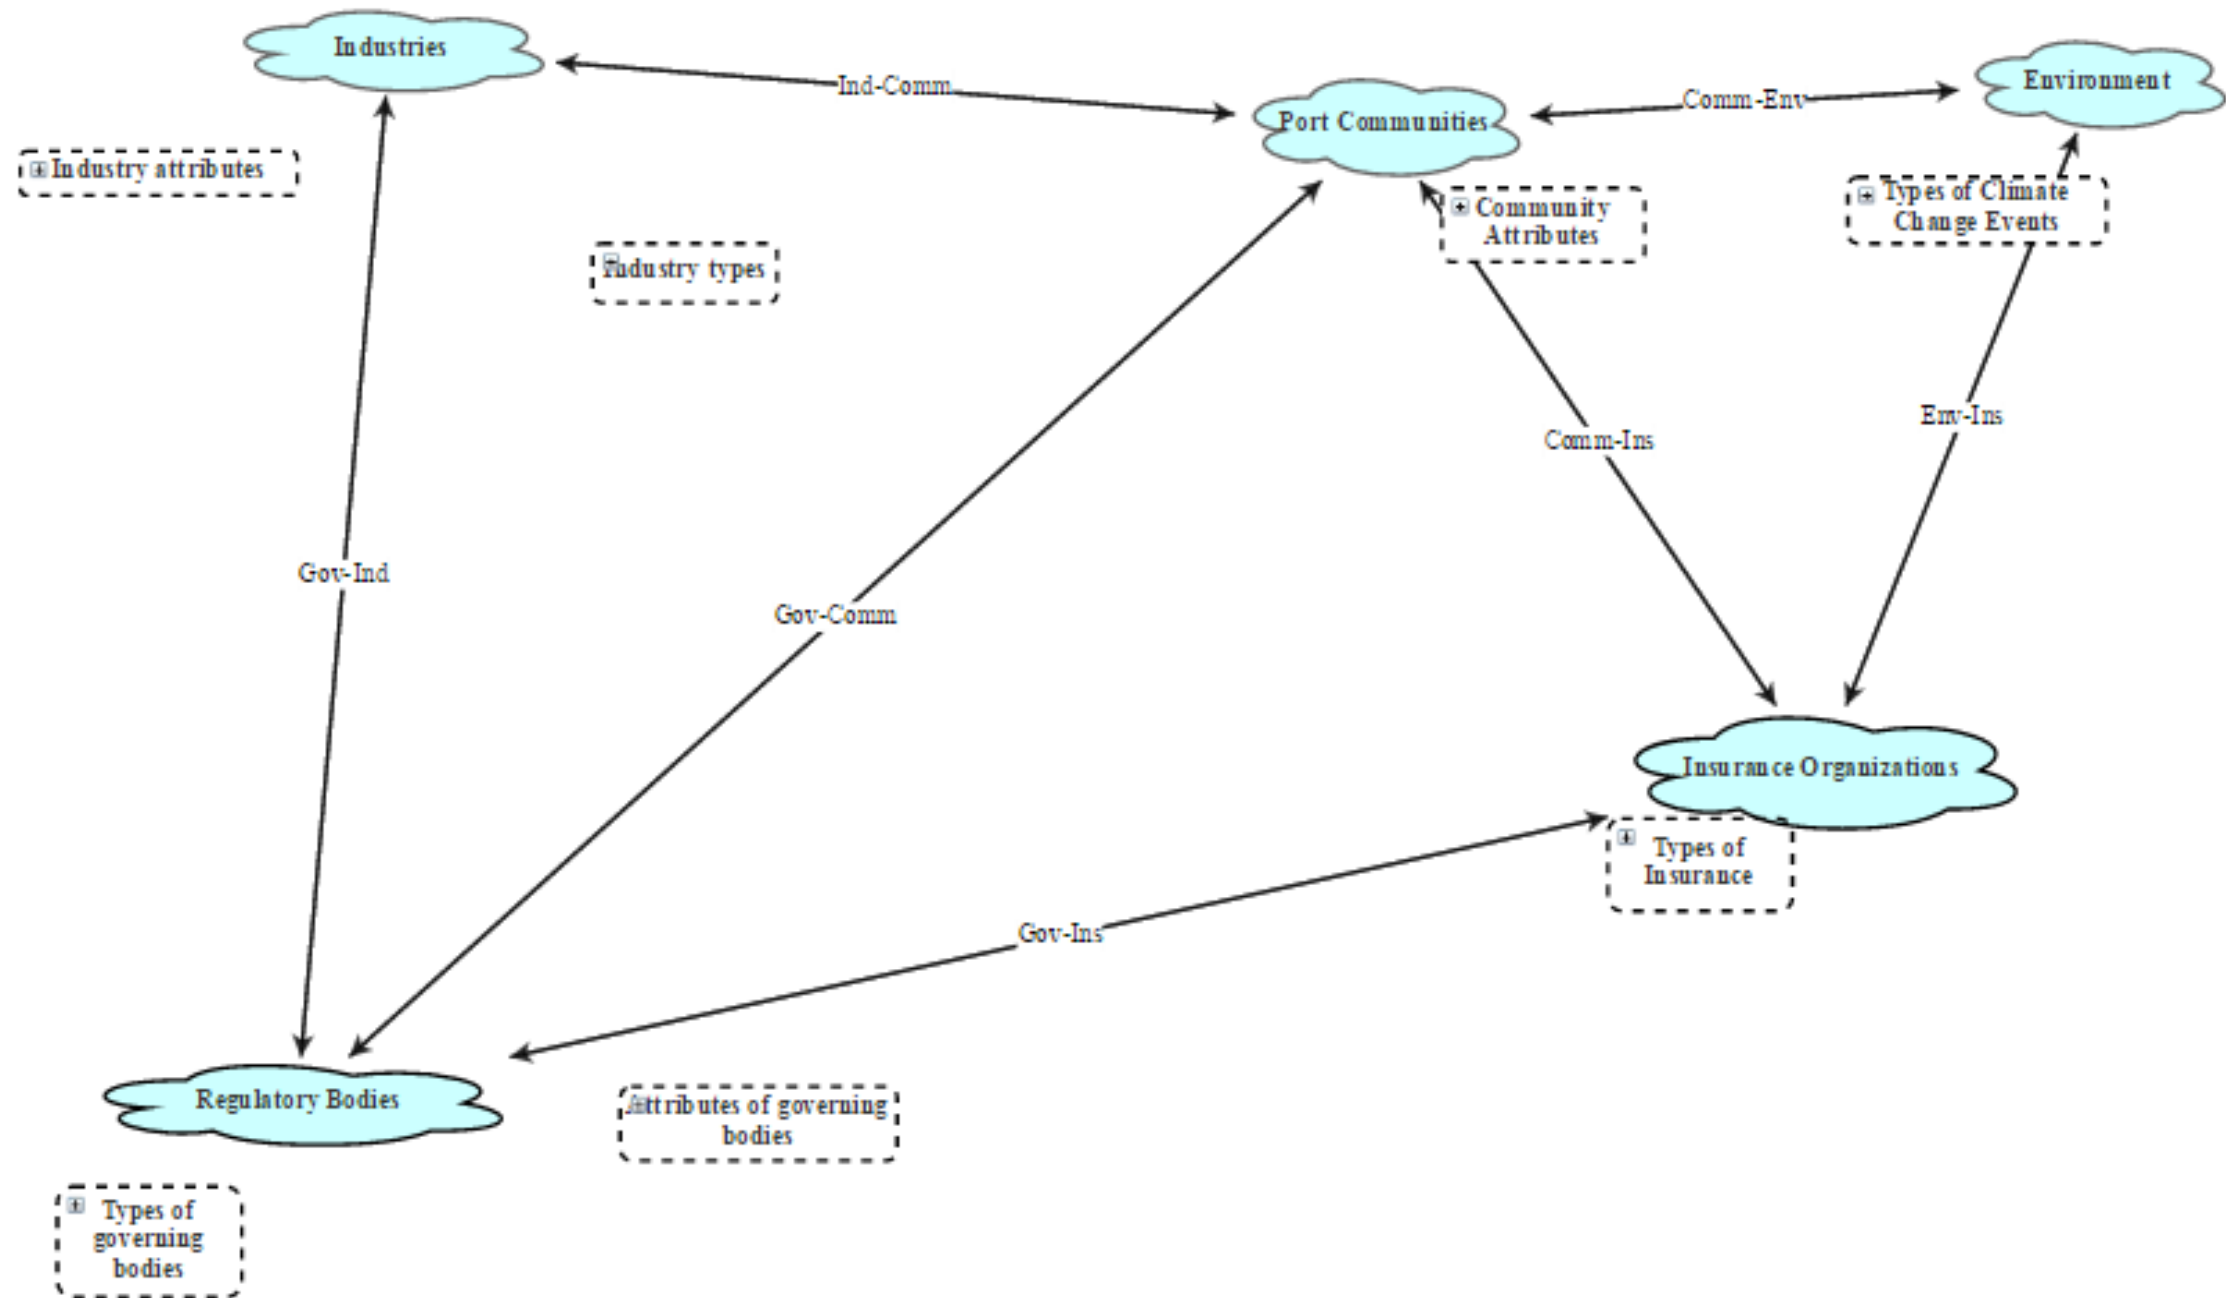 Industries
Ind-Comm
Port Communities
Comm-Env
Environment
Industry attributes
Industry types
Community
Attributes
Types of Climate
Change Events
Comm-Ins
Env-Ins
Gov-Ind
Gov-Comm
Insurance Organizations
Types of
Insurance
Gov-Ins
Regulatory Bodies
Attributes of governing
bodies
Types of
governing
bodies